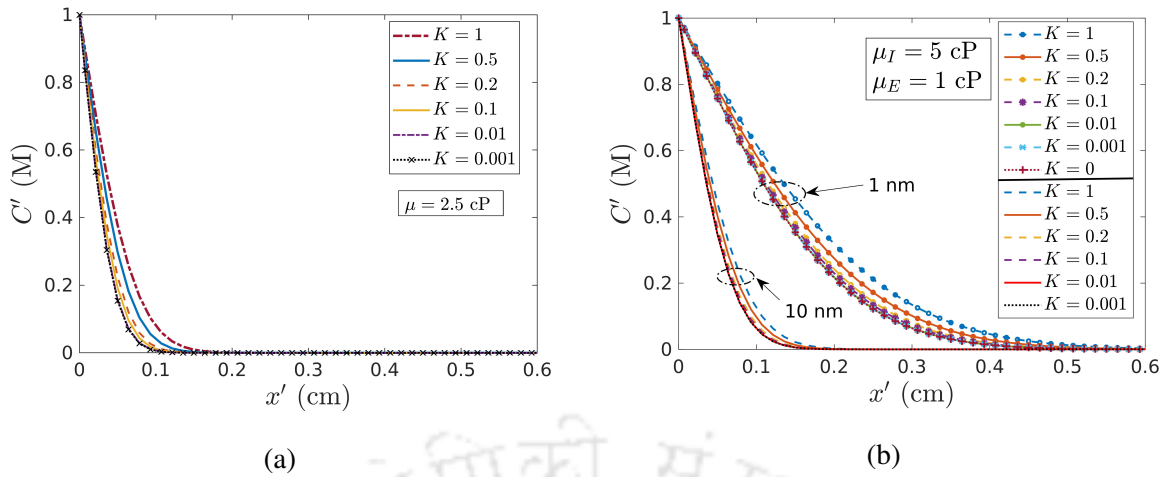 1
0.8
0.6
0.4
0.2
0
0
0.1
0.2
0.3
0.4
0.5
0.6
C′ (M)
x′ (cm)
K = 1
K = 0.5
K = 0.2
K = 0.1
K = 0.01
K = 0.001
μ = 2.5 cP
(a)
1
0.8
0.6
0.4
0.2
0
0
0.1
0.2
0.3
0.4
0.5
0.6
C′ (M)
x′ (cm)
μ_I = 5 cP
μ_E = 1 cP
1 nm
10 nm
K = 1
K = 0.5
K = 0.2
K = 0.1
K = 0.01
K = 0.001
K = 0
K = 1
K = 0.5
K = 0.2
K = 0.1
K = 0.01
K = 0.001
(b)